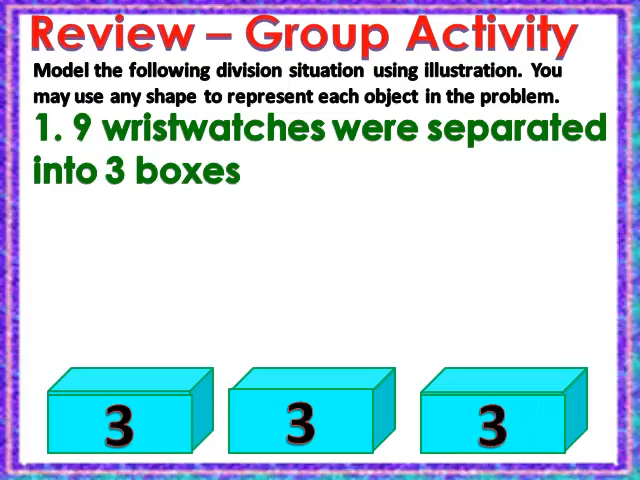 Review – Group Activity
Model the following division situation using illustration. You
may use any shape to represent each object in the problem.
1. 9 wristwatches were separated
into 3 boxes
3 3 3